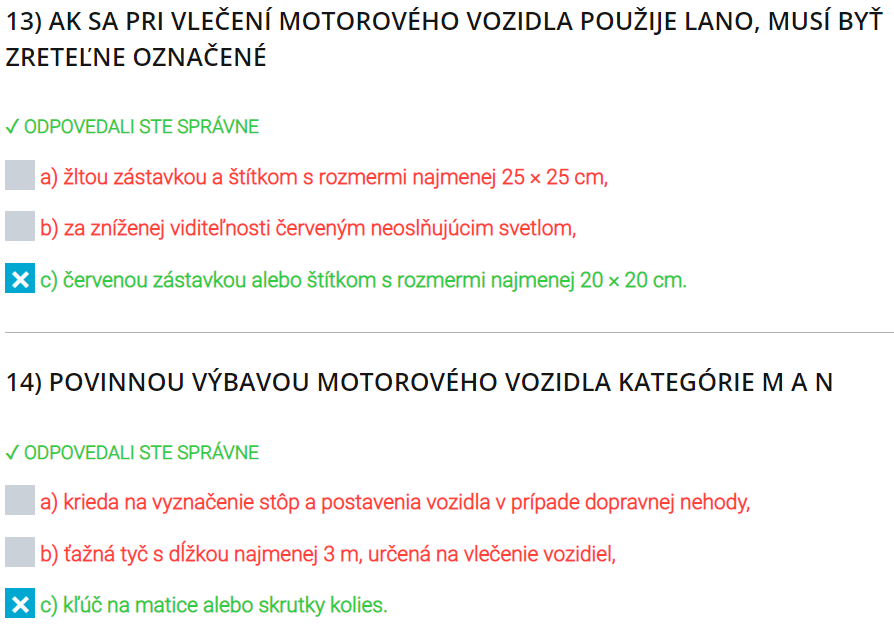 13) AK SA PRI VLEČENÍ MOTOROVÉHO VOZIDLA POUŽIJE LANO, MUSÍ BYŤ
ZRETEĽNE OZNAČENÉ
✓ ODPOVEDALI STE SPRÁVNE
a) žltou zástavkou a štítkom s rozmermi najmenej 25 × 25 cm,
b) za zníženej viditeľnosti červeným neoslňujúcim svetlom,
c) červenou zástavkou alebo štítkom s rozmermi najmenej 20 × 20 cm.
14) POVINNOU VÝBAVOU MOTOROVÉHO VOZIDLA KATEGÓRIE M A N
✓ ODPOVEDALI STE SPRÁVNE
a) krieda na vyznačenie stôp a postavenia vozidla v prípade dopravnej nehody,
b) ťažná tyč s dĺžkou najmenej 3 m, určená na vlečenie vozidiel,
c) kľúč na matice alebo skrutky kolies.